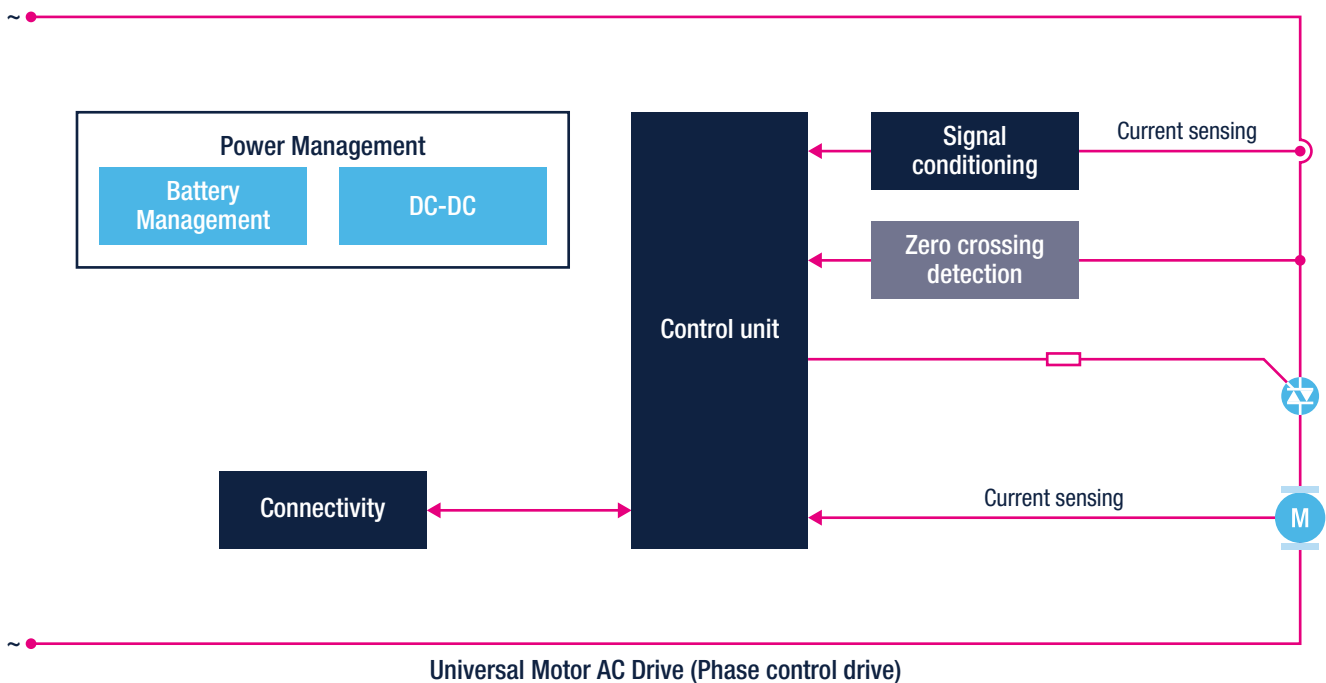 ~
Power Management
Battery
Management
DC-DC
Control unit
Signal
conditioning
Current sensing
Zero crossing
detection
Connectivity
Current sensing
M
~
Universal Motor AC Drive (Phase control drive)